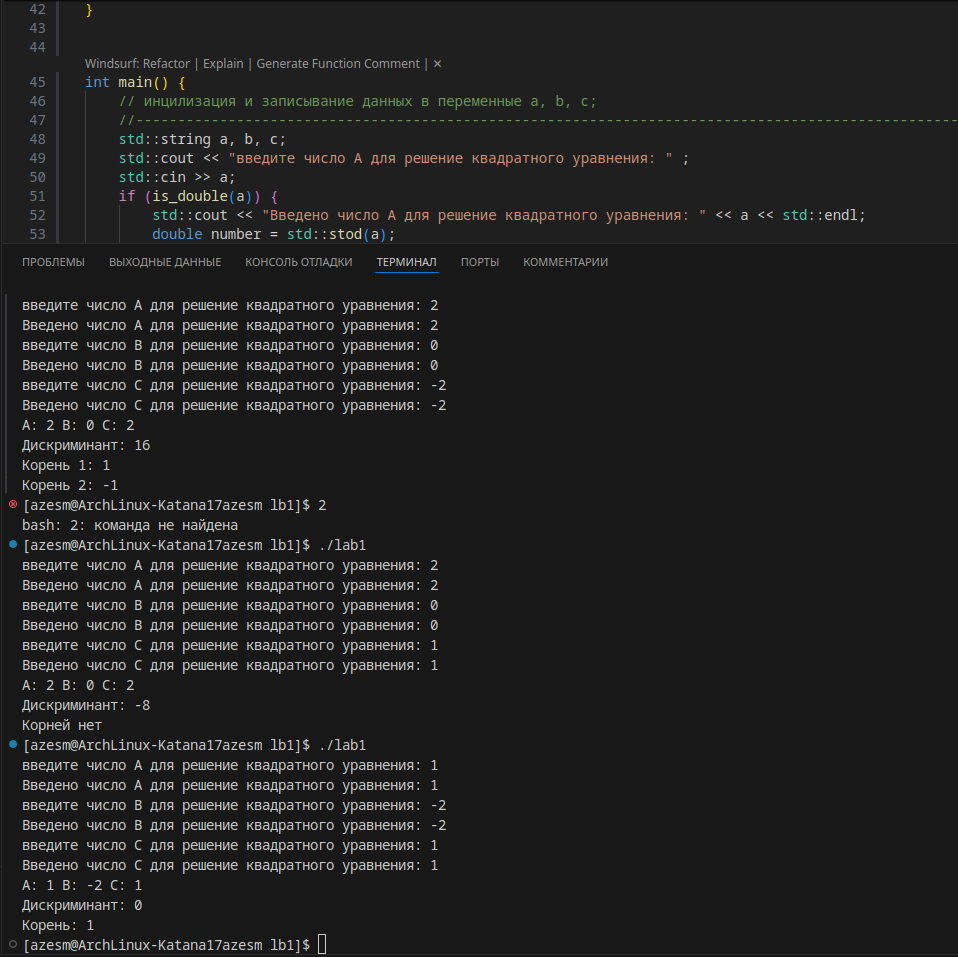 42 }
43
44
Windsurf: Refactor | Explain | Generate Function Comment | ✕
45 int main() {
46 // инцилизация и записывание данных в переменные a, b, c;
47 //----------------------------------------------------------------------------------------------------
48 std::string a, b, c;
49 std::cout << "введите число A для решение квадратного уравнения: " ;
50 std::cin >> a;
51 if (is_double(a)) {
52 std::cout << "Введено число A для решение квадратного уравнения: " << a << std::endl;
53 double number = std::stod(a);
ПРОБЛЕМЫ ВЫХОДНЫЕ ДАННЫЕ КОНСОЛЬ ОТЛАДКИ ТЕРМИНАЛ ПОРТЫ КОММЕНТАРИИ
введите число A для решение квадратного уравнения: 2
Введено число A для решение квадратного уравнения: 2
введите число B для решение квадратного уравнения: 0
Введено число B для решение квадратного уравнения: 0
введите число C для решение квадратного уравнения: -2
Введено число C для решение квадратного уравнения: -2
A: 2 B: 0 C: 2
Дискриминант: 16
Корень 1: 1
Корень 2: -1
[azesm@ArchLinux-Katana17azesm lb1]$ 2
bash: 2: команда не найдена
[azesm@ArchLinux-Katana17azesm lb1]$ ./lab1
введите число A для решение квадратного уравнения: 2
Введено число A для решение квадратного уравнения: 2
введите число B для решение квадратного уравнения: 0
Введено число B для решение квадратного уравнения: 0
введите число C для решение квадратного уравнения: 1
Введено число C для решение квадратного уравнения: 1
A: 2 B: 0 C: 2
Дискриминант: -8
Корней нет
[azesm@ArchLinux-Katana17azesm lb1]$ ./lab1
введите число A для решение квадратного уравнения: 1
Введено число A для решение квадратного уравнения: 1
введите число B для решение квадратного уравнения: -2
Введено число B для решение квадратного уравнения: -2
введите число C для решение квадратного уравнения: 1
Введено число C для решение квадратного уравнения: 1
A: 1 B: -2 C: 1
Дискриминант: 0
Корень: 1
[azesm@ArchLinux-Katana17azesm lb1]$